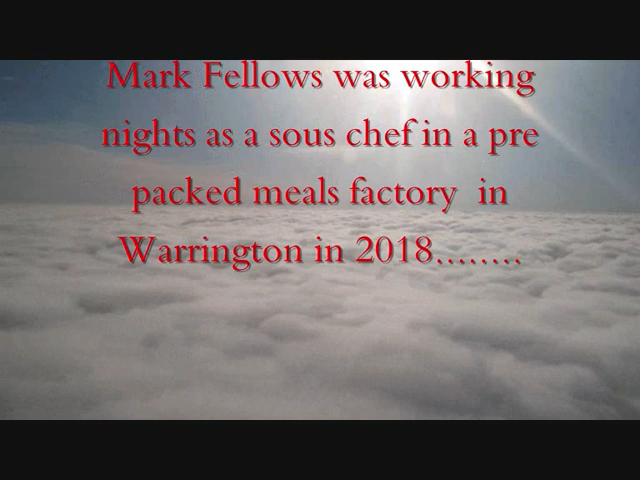 Mark Fellows was working
nights as a sous chef in a pre
packed meals factory  in
Warrington in 2018........